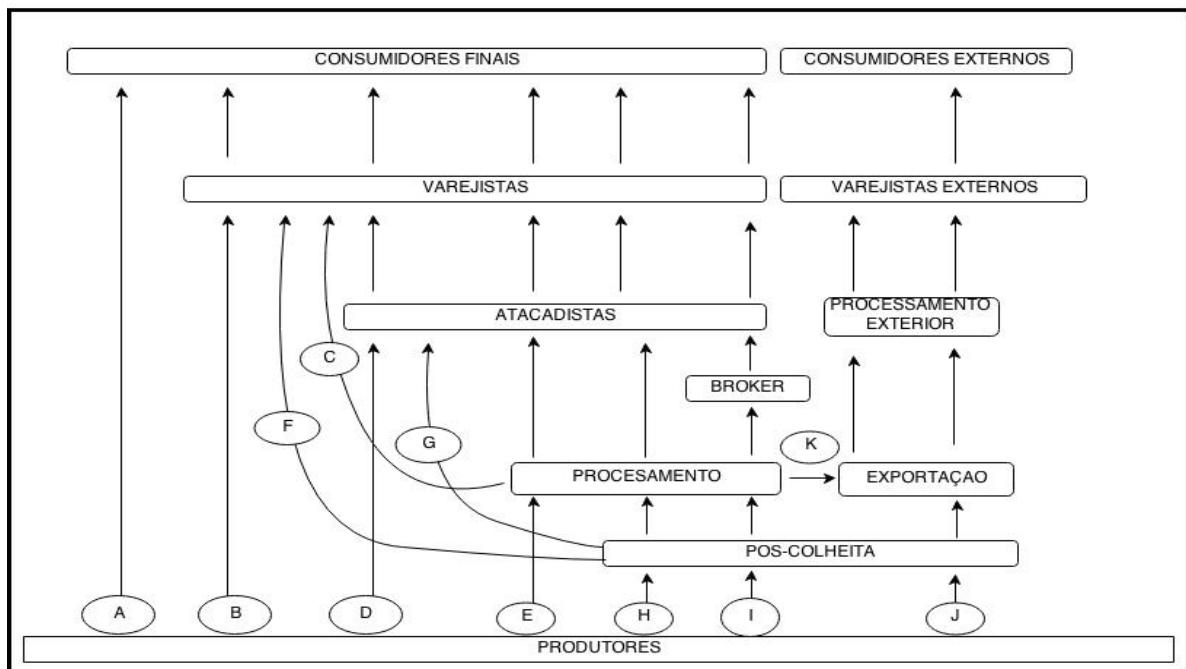 CONSUMIDORES FINAIS
CONSUMIDORES EXTERNOS
VAREJISTAS
VAREJISTAS EXTERNOS
ATACADISTAS
PROCESSAMENTO
EXTERIOR
C
BROKER
F
G
K
PROCESAMENTO
EXPORTAÇAO
POS-COLHEITA
A
B
D
E
H
I
J
PRODUTORES